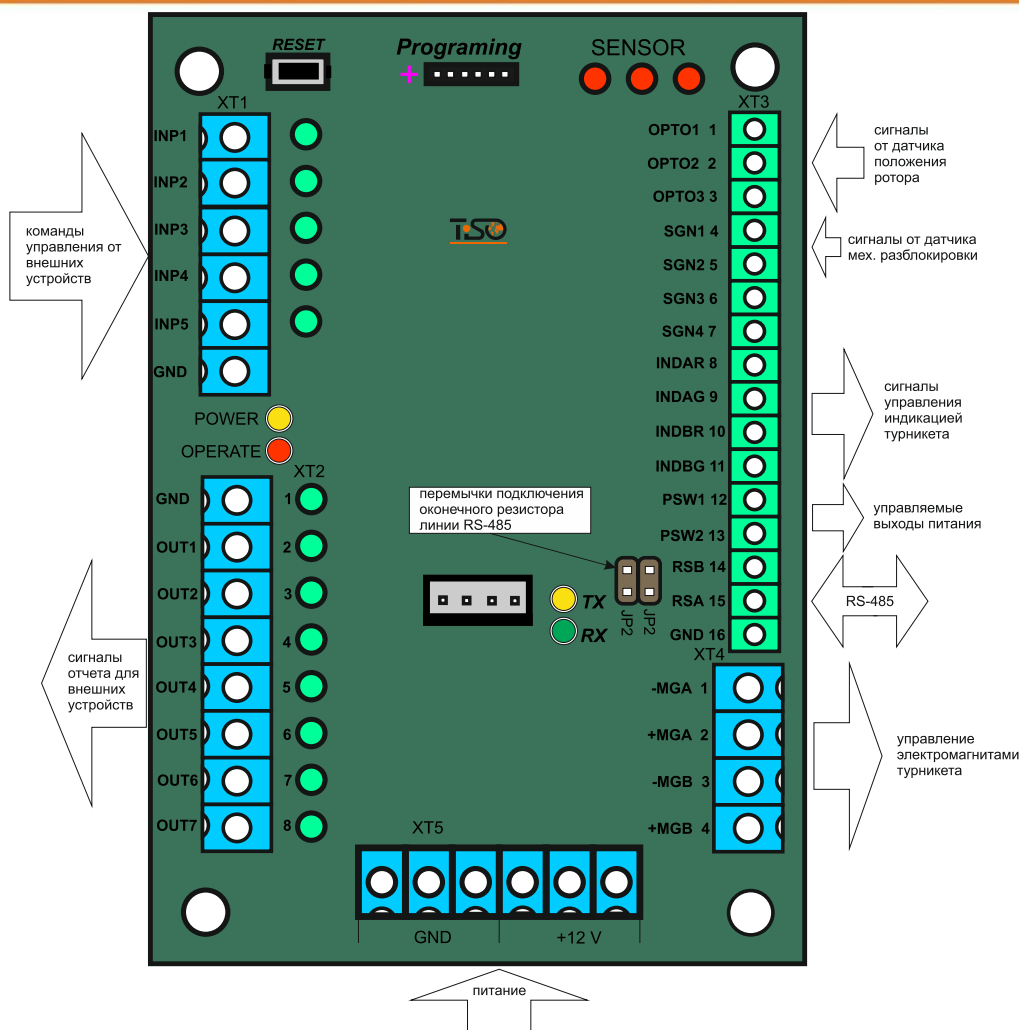 RESET
Programing
SENSOR
+
XT1
XT3
INP1
INP2
INP3
INP4
INP5
GND
команды
управления от
внешних
устройств
POWER
OPERATE
XT2
GND 1
OUT1 2
OUT2 3
OUT3 4
OUT4 5
OUT5 6
OUT6 7
OUT7 8
сигналы
отчета для
внешних
устройств
TiSO
перемычки подключения
оконечного резистора
линии RS-485
TX
RX
JP2
JP2
OPTO1 1
OPTO2 2
OPTO3 3
SGN1 4
SGN2 5
SGN3 6
SGN4 7
INDAR 8
INDAG 9
INDBR 10
INDBG 11
PSW1 12
PSW2 13
RSB 14
RSA 15
GND 16
сигналы
от датчика
положения
ротора
сигналы от датчика
мех. разблокировки
сигналы
управления
индикацией
турникета
управляемые
выходы питания
RS-485
XT4
-MGA 1
+MGA 2
-MGB 3
+MGB 4
управление
электромагнитами
турникета
XT5
GND
+12 V
питание